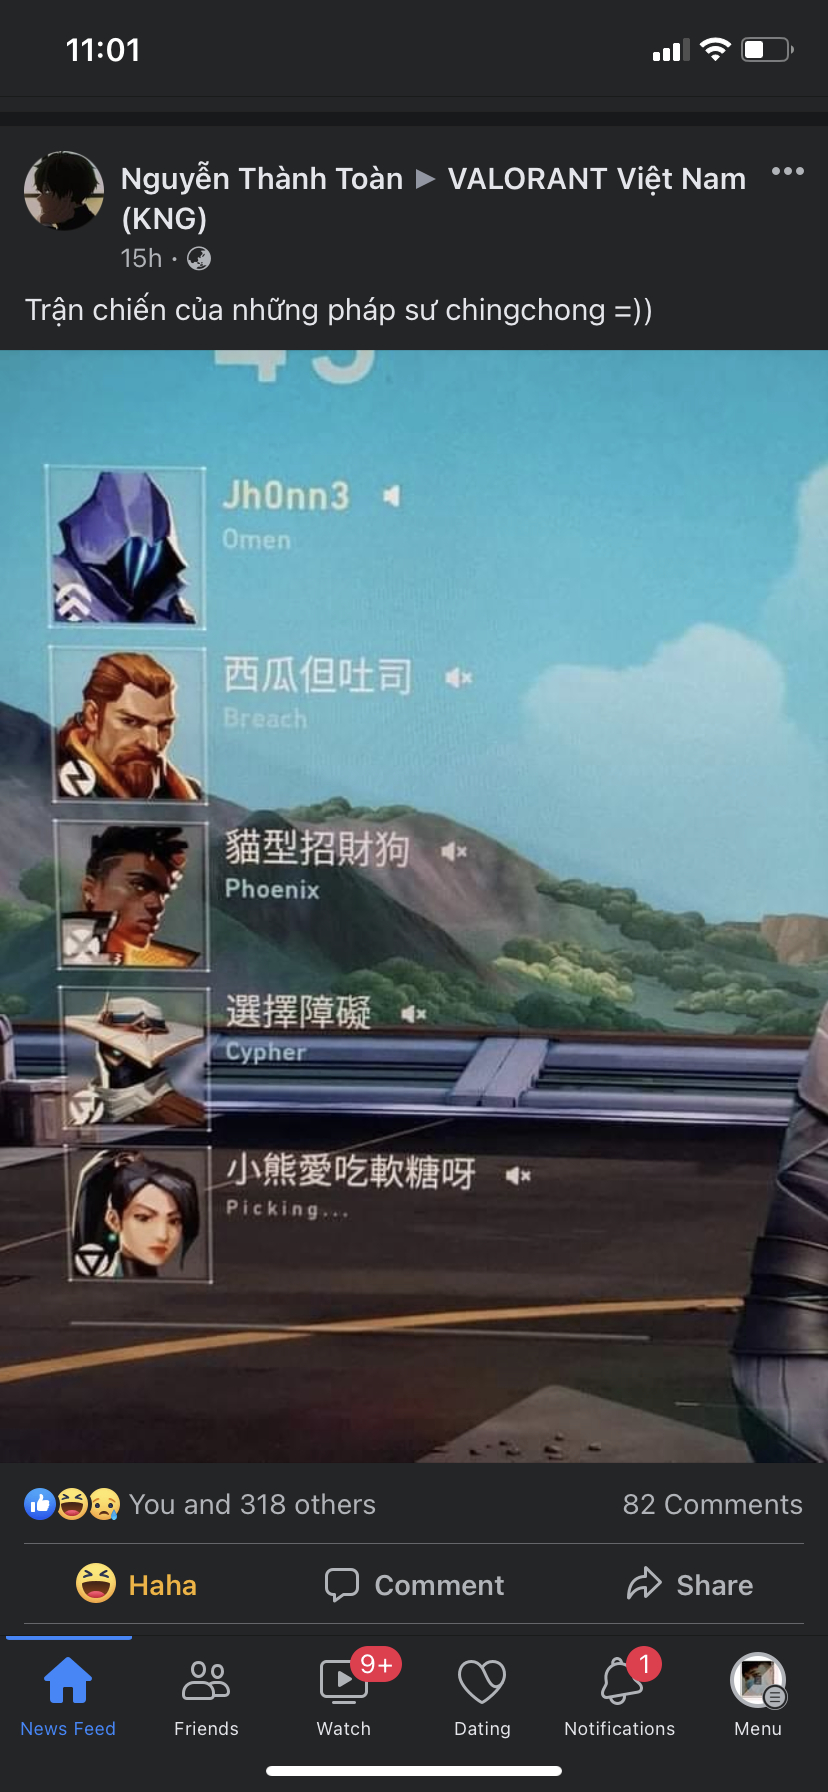 11:01
Nguyễn Thành Toàn ▶ VALORANT Việt Nam
(KNG)
15h ·
Trận chiến của những pháp sư chingchong =))
Jh0nn3
Omen
西瓜但吐司
Breach
貓型招財狗
Phoenix
選擇障礙
Cypher
小熊愛吃軟糖呀
Picking...
You and 318 others
82 Comments
Haha
Comment
Share
9+
1
News Feed
Friends
Watch
Dating
Notifications
Menu